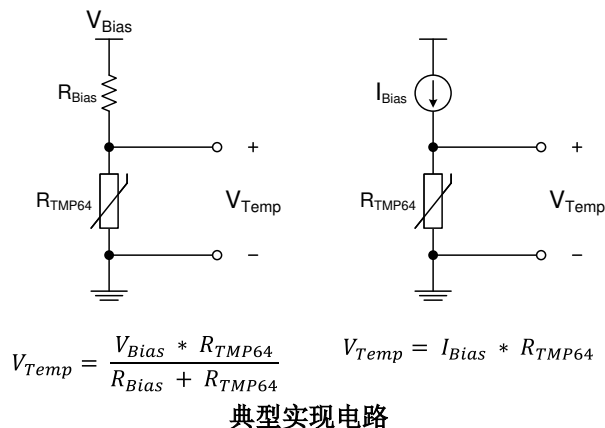 V_Bias
R_Bias
+
R_TMP64
V_Temp
−
I_Bias
+
R_TMP64
V_Temp
−
V_Temp = (V_Bias * R_TMP64) / (R_Bias + R_TMP64)
V_Temp = I_Bias * R_TMP64
典型实现电路